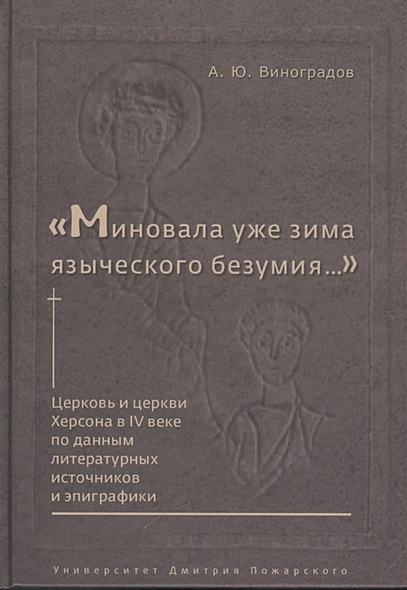 А. Ю. Виноградов
«Миновала уже зима
языческого безумия...»
Церковь и церкви
Херсона в IV веке
по данным
литературных
источников
и эпиграфики
Университет Дмитрия Пожарского